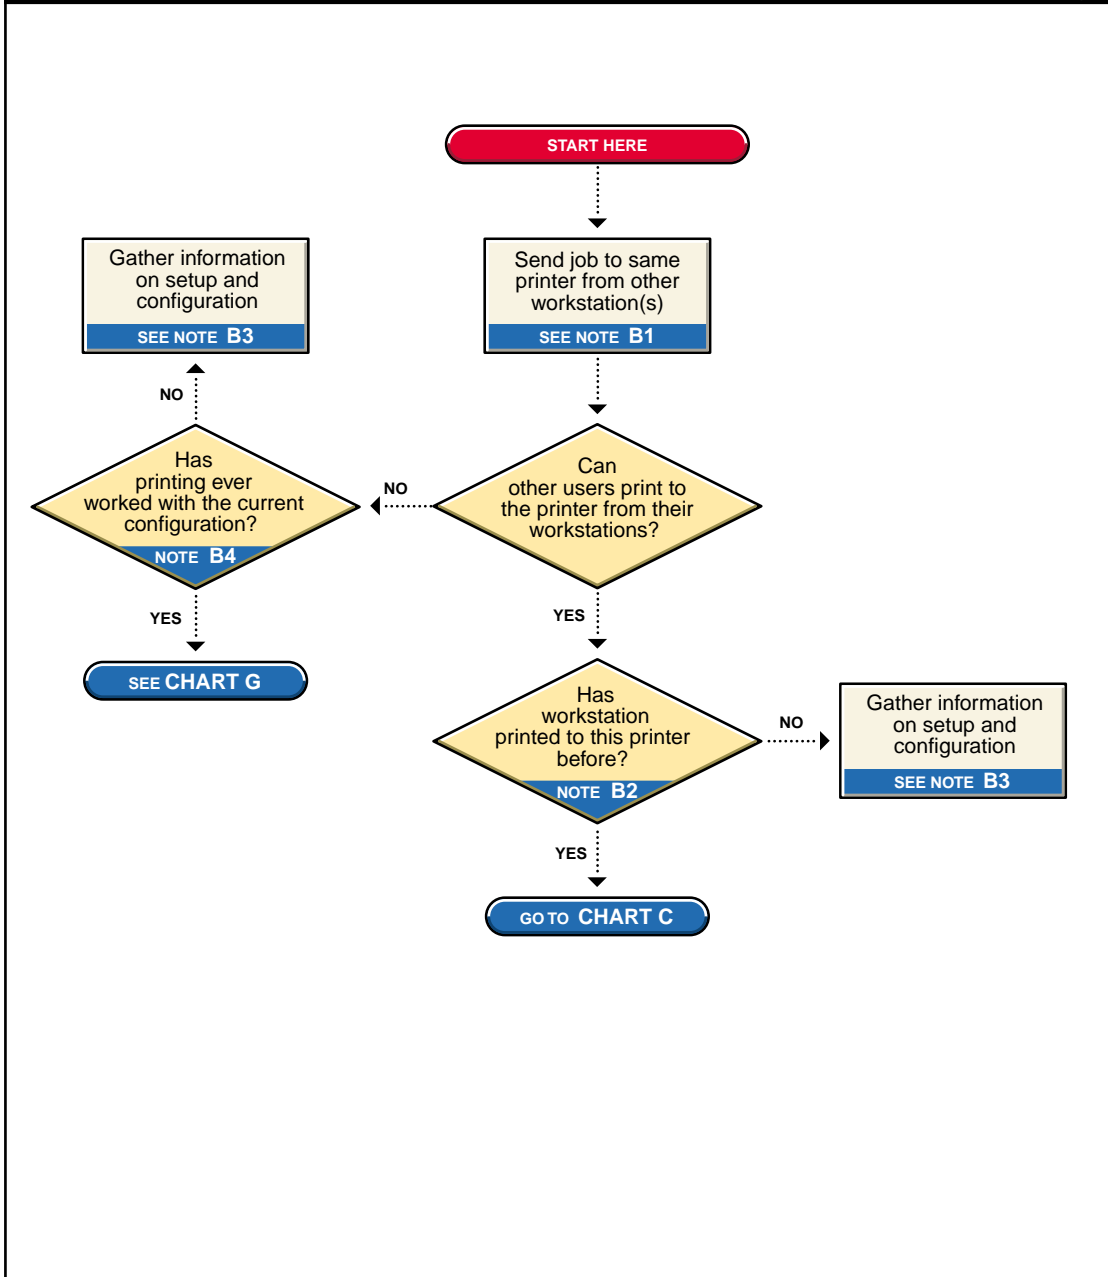 START HERE
Send job to same
printer from other
workstation(s)
SEE NOTE B1
Can
other users print to
the printer from their
workstations?
NO
Has
printing ever
worked with the current
configuration?
NOTE B4
NO
Gather information
on setup and
configuration
SEE NOTE B3
YES
SEE CHART G
YES
Has
workstation
printed to this printer
before?
NOTE B2
NO
Gather information
on setup and
configuration
SEE NOTE B3
YES
GO TO CHART C